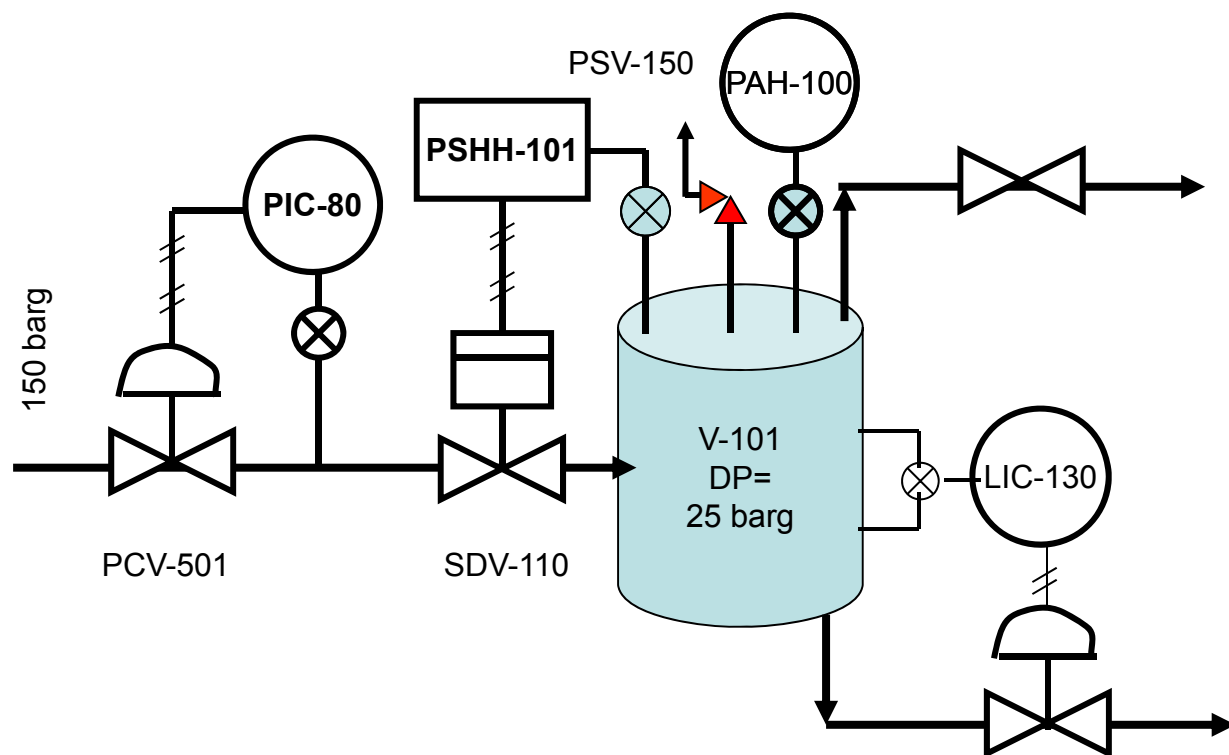 PSV-150
PAH-100
PSHH-101
PIC-80
150 barg
V-101
DP=
25 barg
LIC-130
PCV-501
SDV-110